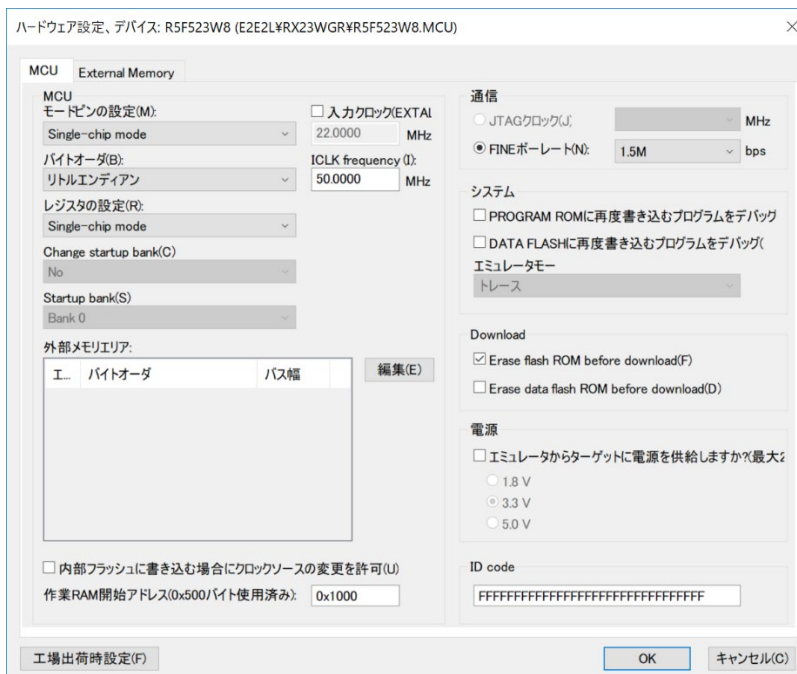 ハードウェア設定、デバイス: R5F523W8 (E2E2L¥RX23WGR¥R5F523W8.MCU)
MCU
External Memory
MCU
モードピンの設定(M):
Single-chip mode
バイトオーダ(B):
リトルエンディアン
レジスタの設定(R):
Single-chip mode
Change startup bank(C)
No
Startup bank(S)
Bank 0
入力クロック(EXTAL
22.0000 MHz
ICLK frequency (I):
50.0000 MHz
外部メモリエリア:
エ... バイトオーダ バス幅
編集(E)
内部フラッシュに書き込む場合にクロックソースの変更を許可(U)
作業RAM開始アドレス(0x500バイト使用済み): 0x1000
通信
JTAGクロック(J) MHz
FINEボーレート(N): 1.5M bps
システム
PROGRAM ROMに再度書き込むプログラムをデバッグ
DATA FLASHに再度書き込むプログラムをデバッグ(
エミュレータモー
トレース
Download
Erase flash ROM before download(F)
Erase data flash ROM before download(D)
電源
エミュレータからターゲットに電源を供給しますか?(最大2
1.8 V
3.3 V
5.0 V
ID code
FFFFFFFFFFFFFFFFFFFFFFFFFFFFFFFF
工場出荷時設定(F)
OK
キャンセル(C)